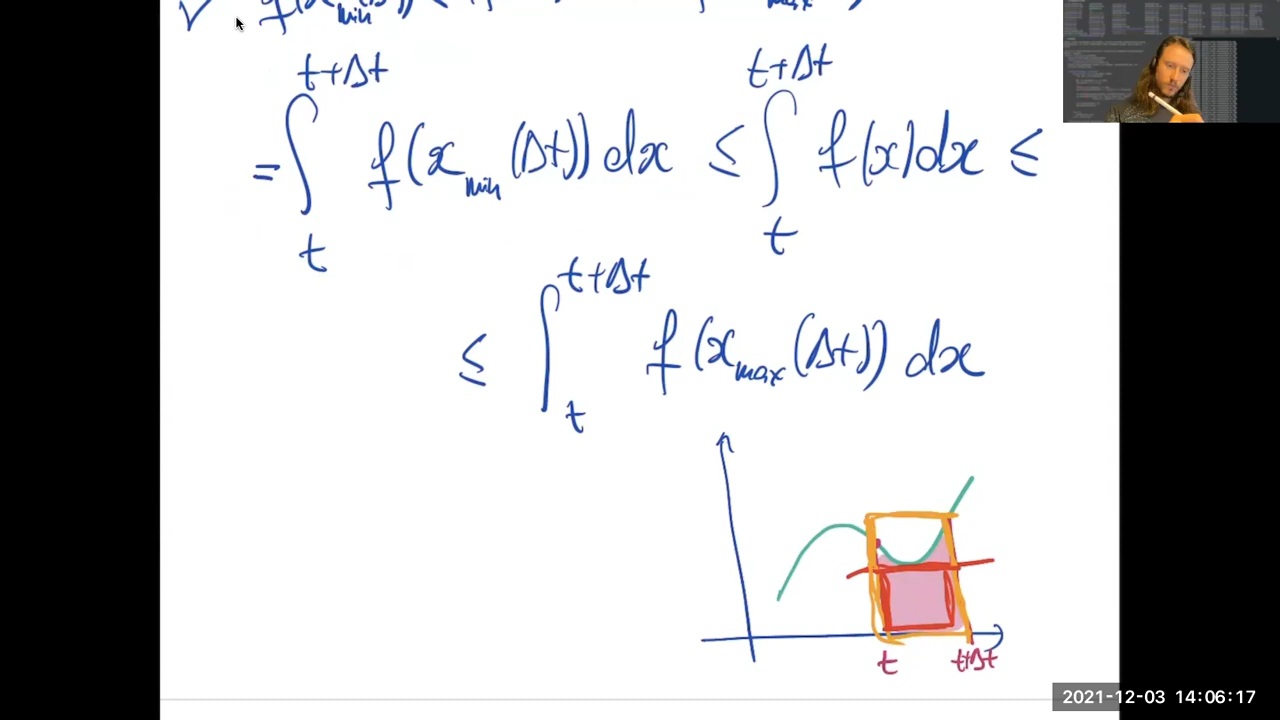 = ∫_t^{t+Δt} f(x_min(Δt)) dx ≤ ∫_t^{t+Δt} f(x) dx ≤
≤ ∫_t^{t+Δt} f(x_max(Δt)) dx
t t+Δt
2021-12-03 14:06:17